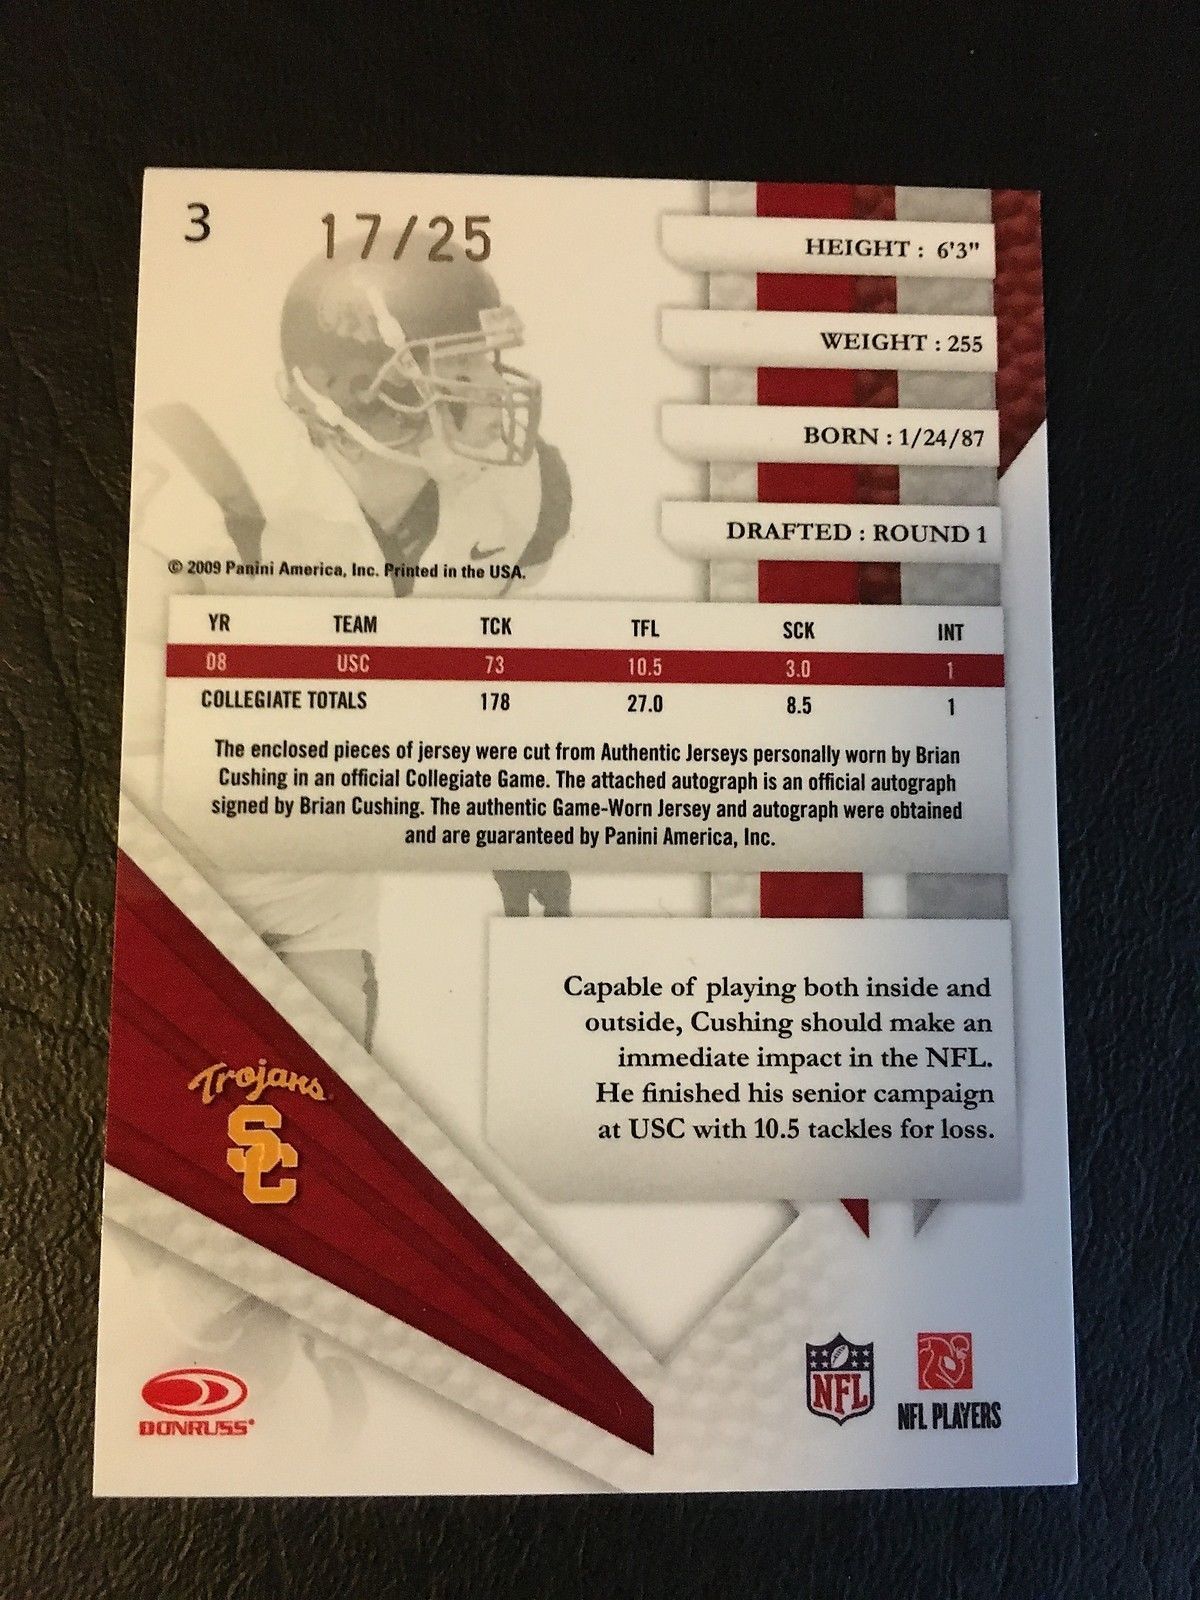 3
17/25
HEIGHT : 6'3"
WEIGHT : 255
BORN : 1/24/87
DRAFTED : ROUND 1
© 2009 Panini America, Inc. Printed in the USA.
YR TEAM TCK TFL SCK INT
08 USC 73 10.5 3.0 1
COLLEGIATE TOTALS 178 27.0 8.5 1
The enclosed pieces of jersey were cut from Authentic Jerseys personally worn by Brian
Cushing in an official Collegiate Game. The attached autograph is an official autograph
signed by Brian Cushing. The authentic Game-Worn Jersey and autograph were obtained
and are guaranteed by Panini America, Inc.
Capable of playing both inside and
outside, Cushing should make an
immediate impact in the NFL.
He finished his senior campaign
at USC with 10.5 tackles for loss.
Trojans
SC
DONRUSS
NFL
NFL PLAYERS